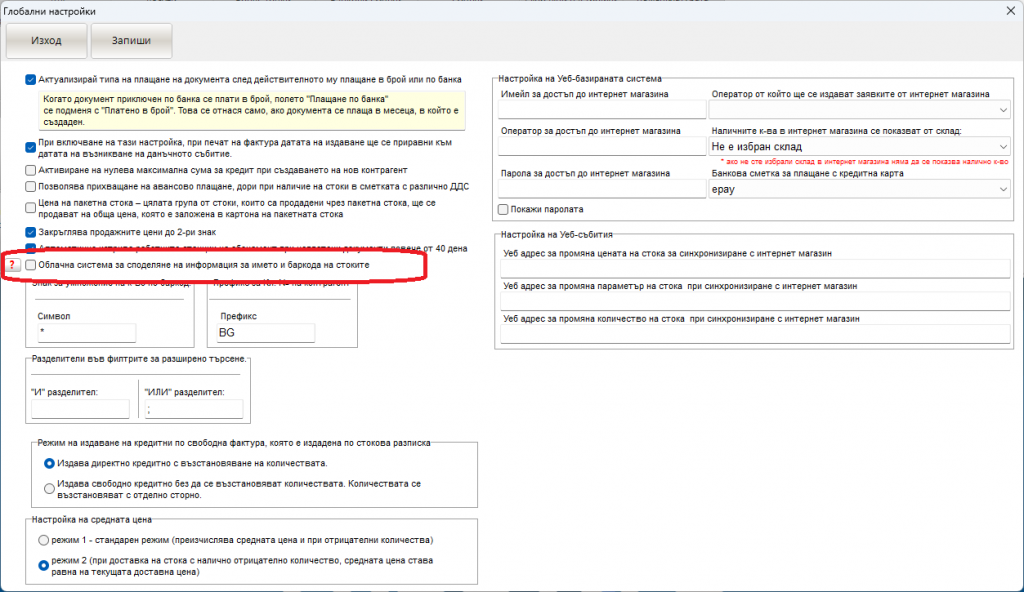 Глобални настройки
Изход
Запиши
Актуализирай типа на плащане на документа след действителното му плащане в брой или по банка
Когато документ приключен по банка се плати в брой, полето "Плащане по банка"
се подменя с "Платено в брой". Това се отнася само, ако документа се плаща в месеца, в който е
създаден.
При включване на тази настройка, при печат на фактура датата на издаване ще се приравни към
датата на възникване на данъчното събитие.
Активиране на нулева максимална сума за кредит при създаването на нов контрагент
Позволява прихващане на авансово плащане, дори при наличие на стоки в сметката с различно ДДС
Цена на пакетна стока – цялата група от стоки, които са продадени чрез пакетна стока, ще се
продават на обща цена, която е заложена в картона на пакетната стока
Закръглява продажните цени до 2-ри знак
повече от 40 дена
?
Облачна система за споделяне на информация за името и баркода на стоките
Символ
*
Префикс
BG
Разделители във филтрите за разширено търсене.
"И" разделител:
"ИЛИ" разделител:
;
Режим на издаване на кредитни по свободна фактура, която е издадена по стокова разписка
Издава директно кредитно с възстановяване на количествата.
Издава свободно кредитно без да се възстановяват количествата. Количествата се
възстановяват с отделно сторно.
Настройка на средната цена
режим 1 - стандарен режим (преизчислява средната цена и при отрицателни количества)
режим 2 (при доставка на стока с налично отрицателно количество, средната цена става
равна на текущата доставна цена)
Настройка на Уеб-базираната система
Имейл за достъп до интернет магазина
Оператор от който ще се издават заявките от интернет магазина
Оператор за достъп до интернет магазина
Наличните к-ва в интернет магазина се показват от склад:
Не е избран склад
* ако не сте избрали склад в интернет магазина няма да се показва налично к-во
Парола за достъп до интернет магазина
Банкова сметка за плащане с кредитна карта
epay
Покажи паролата
Настройка на Уеб-събития
Уеб адрес за промяна цената на стока за синхронизиране с интернет магазин
Уеб адрес за промяна параметър на стока при синхронизиране с интернет магазин
Уеб адрес за промяна количество на стока при синхронизиране с интернет магазин